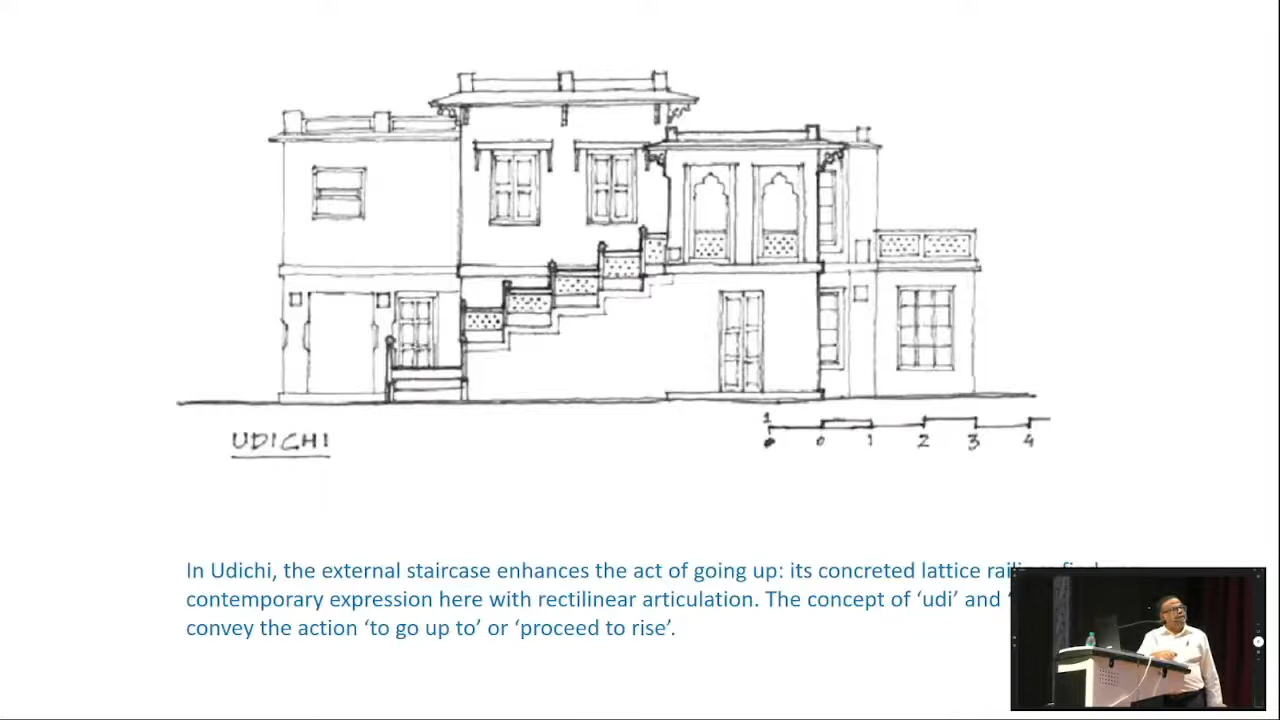 UDICHI
1
0 0 1 2 3 4
In Udichi, the external staircase enhances the act of going up: its concreted lattice
contemporary expression here with rectilinear articulation. The concept of ‘udi’ and
convey the action ‘to go up to’ or ‘proceed to rise’.